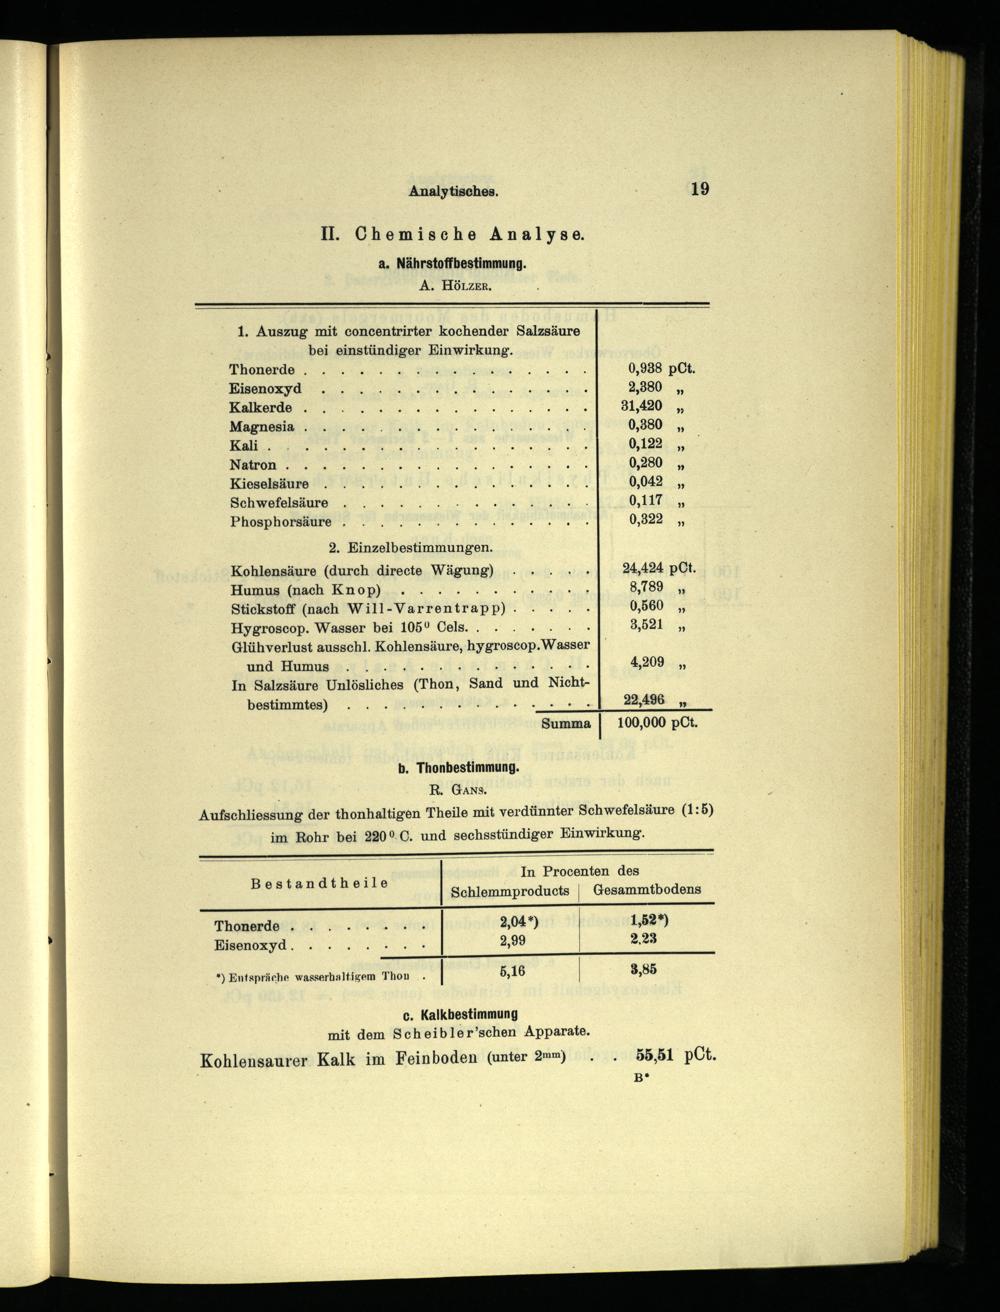 Analytisches. 19
II. Chemische Analyse.
a. Nährstoffbestimmung.
A. Hölzer.
1. Auszug mit concentrirter kochender Salzsäure
bei einstündiger Einwirkung.
Thonerde . . . . . . . . . . . . . . . . 0,938 pCt.
Eisenoxyd . . . . . . . . . . . . . . . 2,380 „
Kalkerde . . . . . . . . . . . . . . . . 31,420 „
Magnesia . . . . . . . . . . . . . . . . 0,380 „
Kali . . . . . . . . . . . . . . . . . . 0,122 „
Natron . . . . . . . . . . . . . . . . . 0,280 „
Kieselsäure . . . . . . . . . . . . . . . 0,042 „
Schwefelsäure . . . . . . . . . . . . . . 0,117 „
Phosphorsäure . . . . . . . . . . . . . . 0,322 „
2. Einzelbestimmungen.
Kohlensäure (durch directe Wägung) . . . . . 24,424 pCt.
Humus (nach Knop) . . . . . . . . . . . 8,789 „
Stickstoff (nach Will-Varrentrapp) . . . . . 0,560 „
Hygroscop. Wasser bei 105⁰ Cels. . . . . . . . 3,521 „
Glühverlust ausschl. Kohlensäure, hygroscop. Wasser
und Humus . . . . . . . . . . . . . . 4,209 „
In Salzsäure Unlösliches (Thon, Sand und Nicht-
bestimmtes) . . . . . . . . . . . . . . 22,496 „
Summa 100,000 pCt.
b. Thonbestimmung.
R. Gans.
Aufschliessung der thonhaltigen Theile mit verdünnter Schwefelsäure (1:5)
im Rohr bei 220⁰ C. und sechsstündiger Einwirkung.
Bestandtheile In Procenten des
Schlemmproducts Gesammtbodens
Thonerde . . . . . . . . 2,04*) 1,52*)
Eisenoxyd . . . . . . . . 2,99 2,23
*) Entspräche wasserhaltigem Thon . 5,16 3,85
c. Kalkbestimmung
mit dem Scheibler'schen Apparate.
Kohlensaurer Kalk im Feinboden (unter 2mm) . . 55,51 pCt.
B*